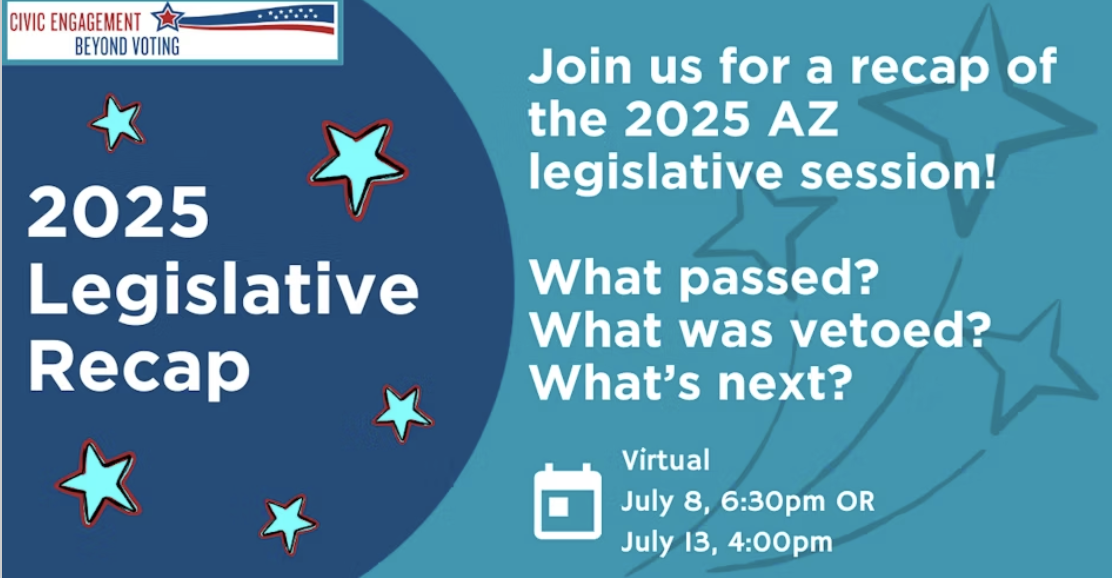 CIVIC ENGAGEMENT
BEYOND VOTING
2025
Legislative
Recap
Join us for a recap of
the 2025 AZ
legislative session!
What passed?
What was vetoed?
What's next?
Virtual
July 8, 6:30pm OR
July 13, 4:00pm